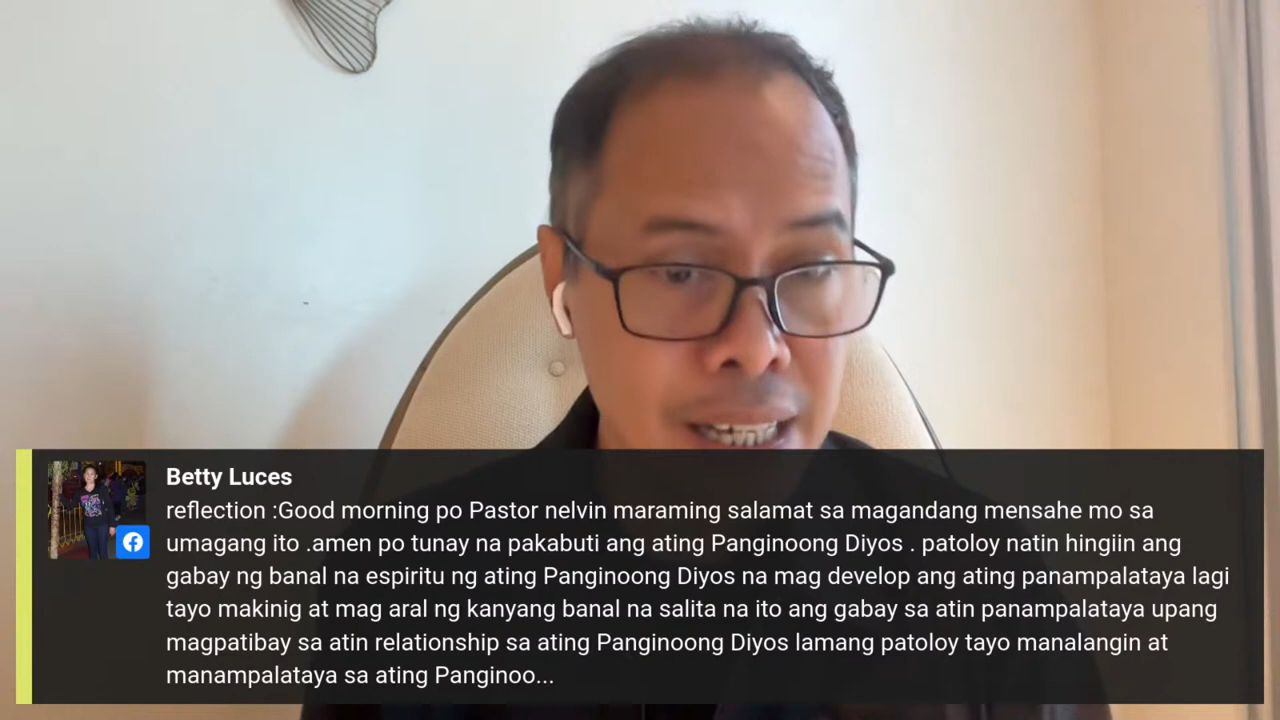 Betty Luces
reflection :Good morning po Pastor nelvin maraming salamat sa magandang mensahe mo sa
umagang ito .amen po tunay na pakabuti ang ating Panginoong Diyos . patoloy natin hingiin ang
gabay ng banal na espiritu ng ating Panginoong Diyos na mag develop ang ating panampalataya lagi
tayo makinig at mag aral ng kanyang banal na salita na ito ang gabay sa atin panampalataya upang
magpatibay sa atin relationship sa ating Panginoong Diyos lamang patoloy tayo manalangin at
manampalataya sa ating Panginoo...